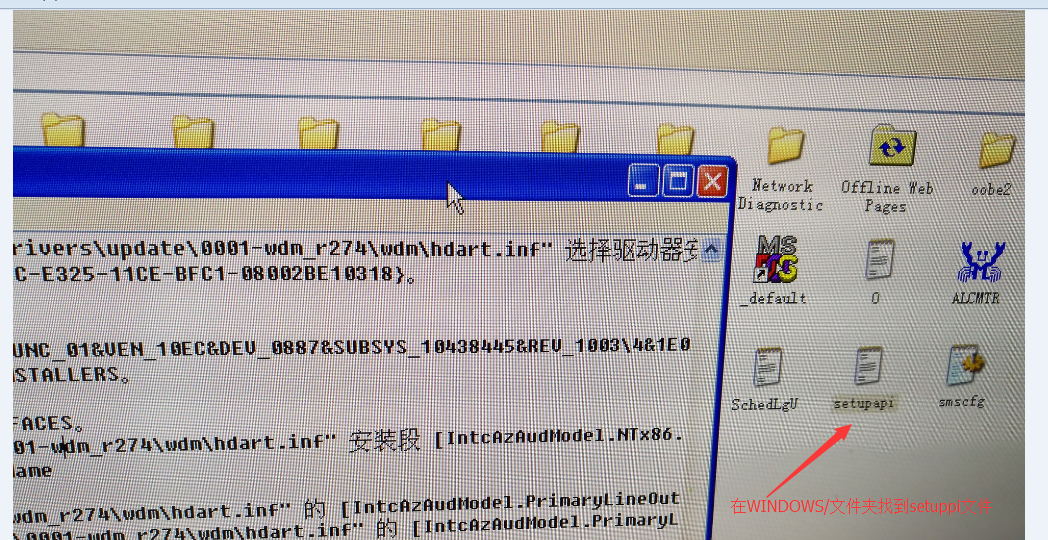 Network
Diagnostic
Offline Web
Pages
oobe2
rivers\update\0001-wdm_r274\wdm\hdart.inf" 选择驱动器安
C-E325-11CE-BFC1-08002BE10318}。
_default
0
ALCMTR
UNC_01&VEN_10EC&DEV_0887&SUBSYS_10438445&REV_1003\4&1E0
STALLERS。
SchedLgU
setupapi
smscfg
FACES。
01-wdm_r274\wdm\hdart.inf" 安装段 [IntcAzAudModel.NTx86.
lame
wdm_r274\wdm\hdart.inf" 的 [IntcAzAudModel.PrimaryLineOut
\0001-wdm_r274\wdm\hdart.inf" 的 [IntcAzAudModel.PrimaryL
在WINDOWS/文件夹找到setuppi文件